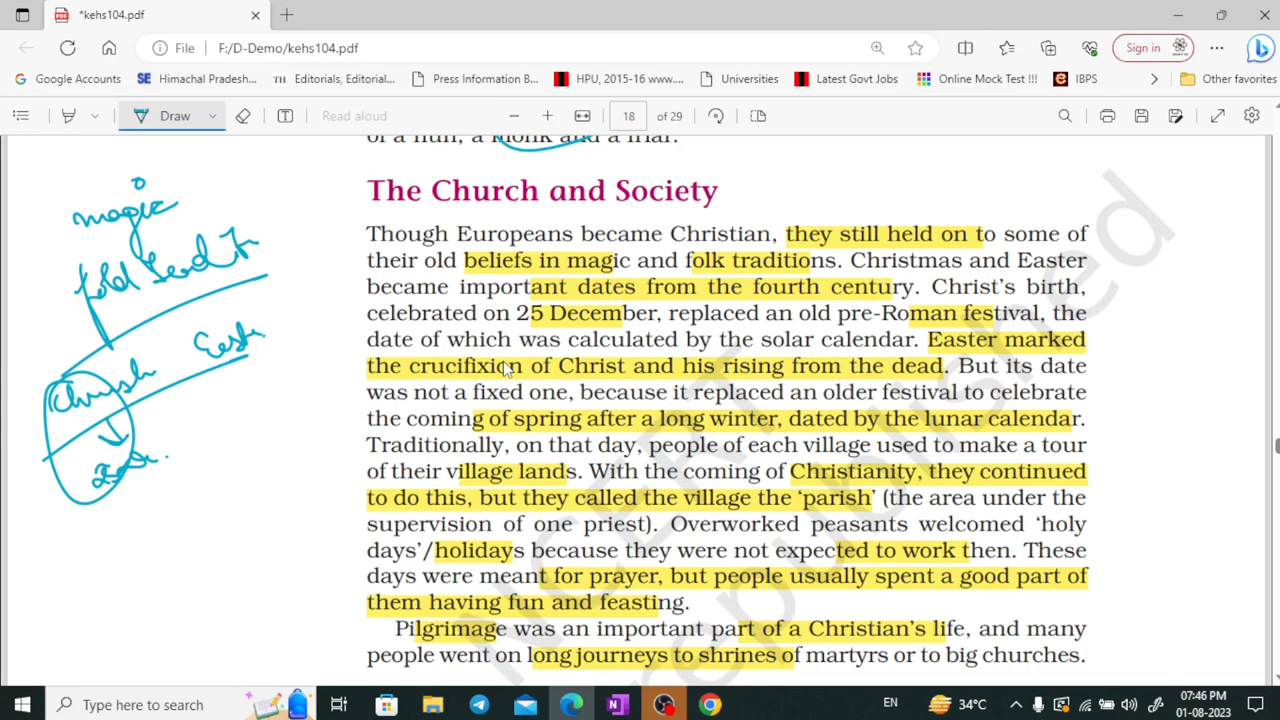 *kehs104.pdf
File F:/D-Demo/kehs104.pdf Sign in
Google Accounts SE Himachal Pradesh... TH Editorials, Editorial... Press Information B... HPU, 2015-16 www.... Universities Latest Govt Jobs Online Mock Test !!! IBPS Other favorites
Draw Read aloud 18 of 29
of a nun, a monk and a friar.
The Church and Society
Though Europeans became Christian, they still held on to some of
their old beliefs in magic and folk traditions. Christmas and Easter
became important dates from the fourth century. Christ's birth,
celebrated on 25 December, replaced an old pre-Roman festival, the
date of which was calculated by the solar calendar. Easter marked
the crucifixion of Christ and his rising from the dead. But its date
was not a fixed one, because it replaced an older festival to celebrate
the coming of spring after a long winter, dated by the lunar calendar.
Traditionally, on that day, people of each village used to make a tour
of their village lands. With the coming of Christianity, they continued
to do this, but they called the village the 'parish' (the area under the
supervision of one priest). Overworked peasants welcomed 'holy
days'/holidays because they were not expected to work then. These
days were meant for prayer, but people usually spent a good part of
them having fun and feasting.
Pilgrimage was an important part of a Christian's life, and many
people went on long journeys to shrines of martyrs or to big churches.
magic
NCERT
republished
Type here to search EN 34°C 07:46 PM
01-08-2023